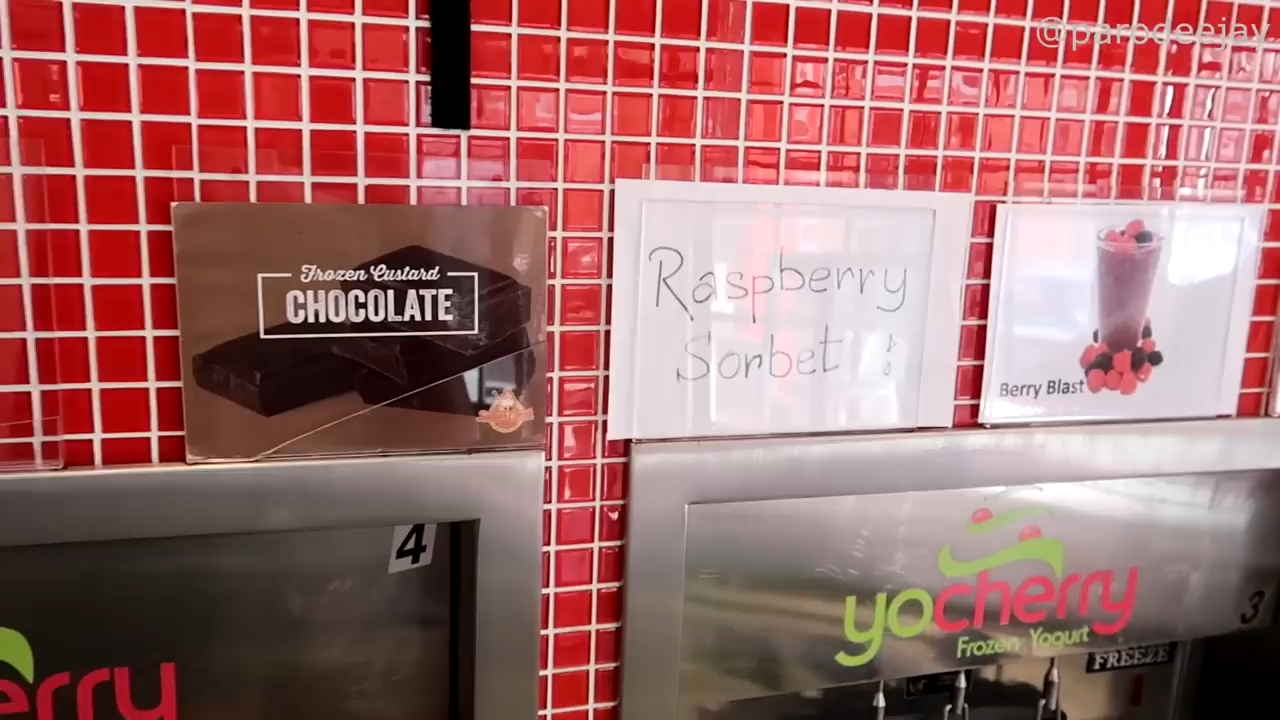 @parodeejay
Frozen Custard
CHOCOLATE
Raspberry
Sorbet
Berry Blast
4
yocherry
Frozen Yogurt
3
FREEZE
erry